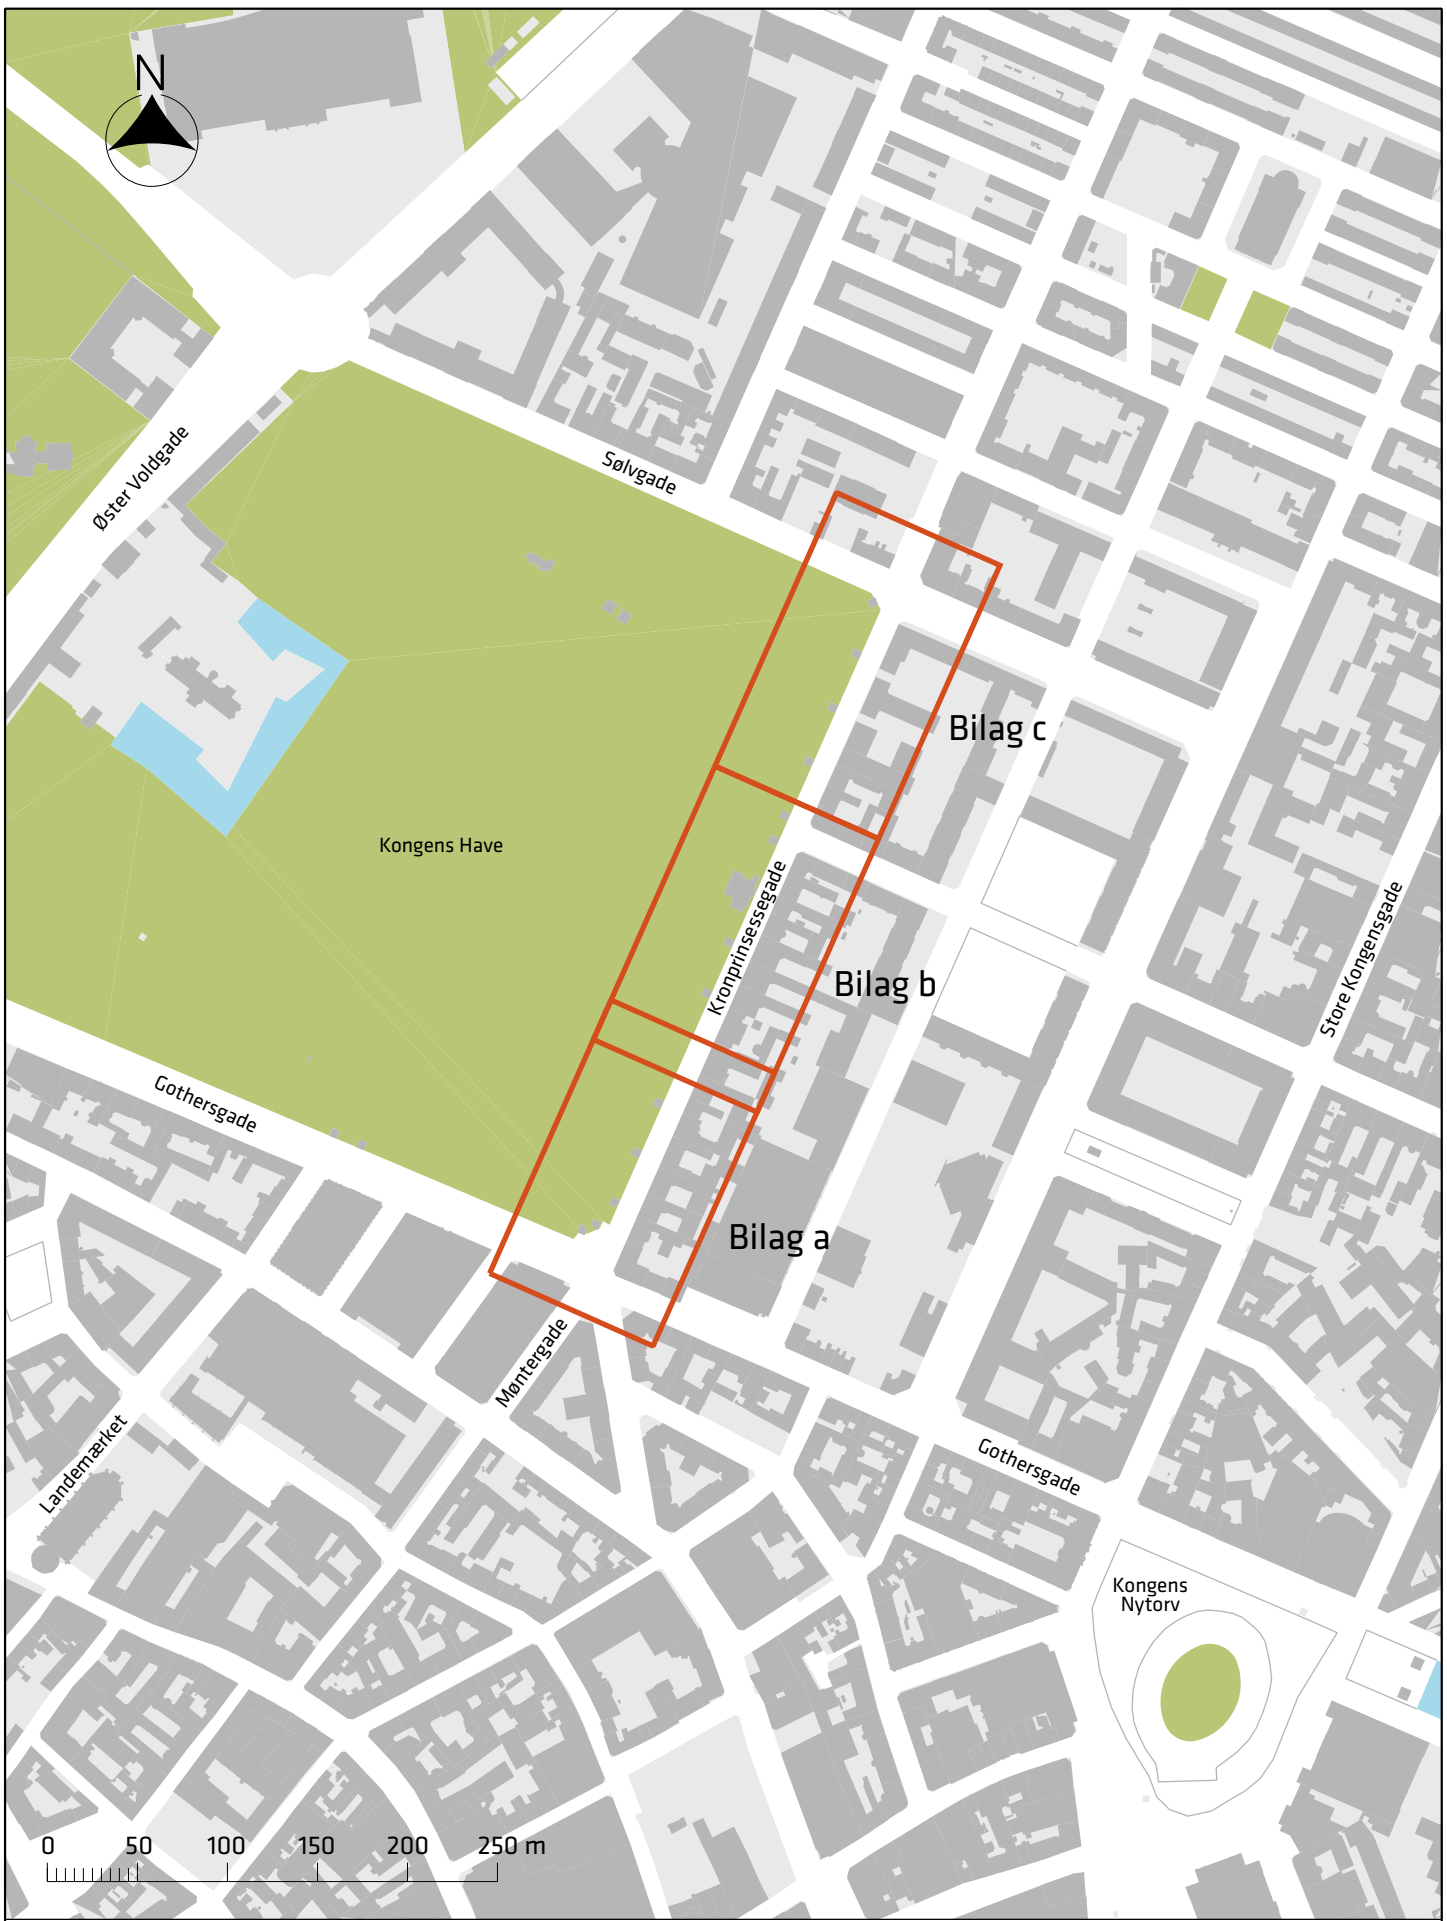 N
Øster Voldgade
Sølvgade
Bilag c
Kongens Have
Kronprinsessegade
Store Kongensgade
Bilag b
Gothersgade
Bilag a
Møntergade
Landemærket
Gothersgade
Kongens
Nytorv
0 50 100 150 200 250 m